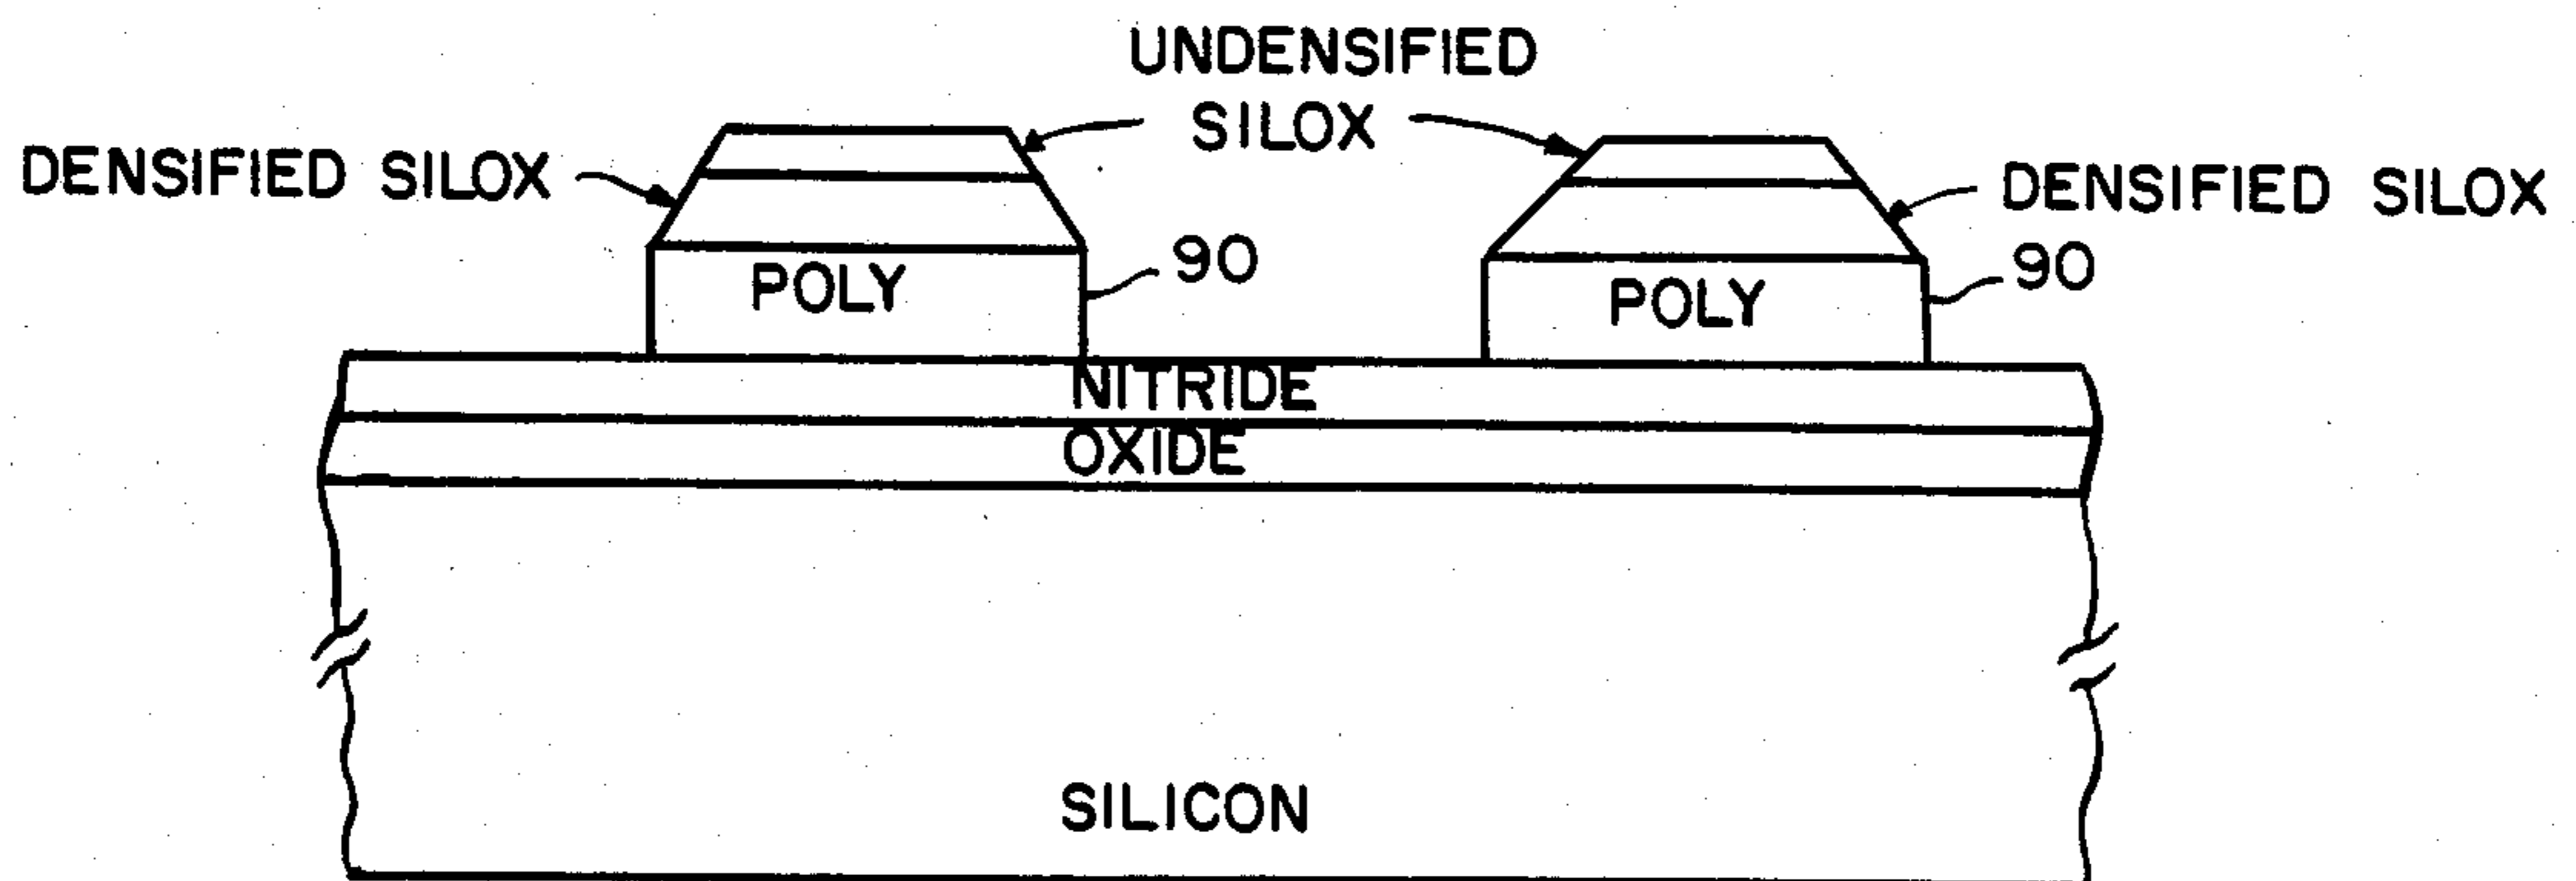 UNDENSIFIED
SILOX
DENSIFIED SILOX
DENSIFIED SILOX
90
90
POLY
POLY
NITRIDE
OXIDE
SILICON